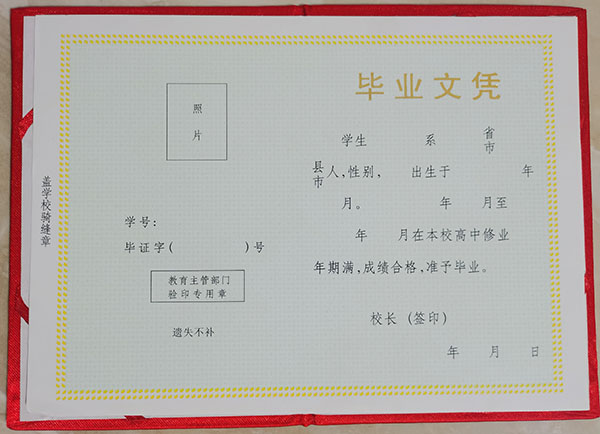 盖学校骑缝章
照
片
学号：
毕证字（ ）号
教育主管部门
验印专用章
遗失不补
毕业文凭
学生 系 省
市
县
市人，性别， 出生于 年
月。 年 月至
年 月在本校高中修业
年期满，成绩合格，准予毕业。
校长（签印）
年 月 日